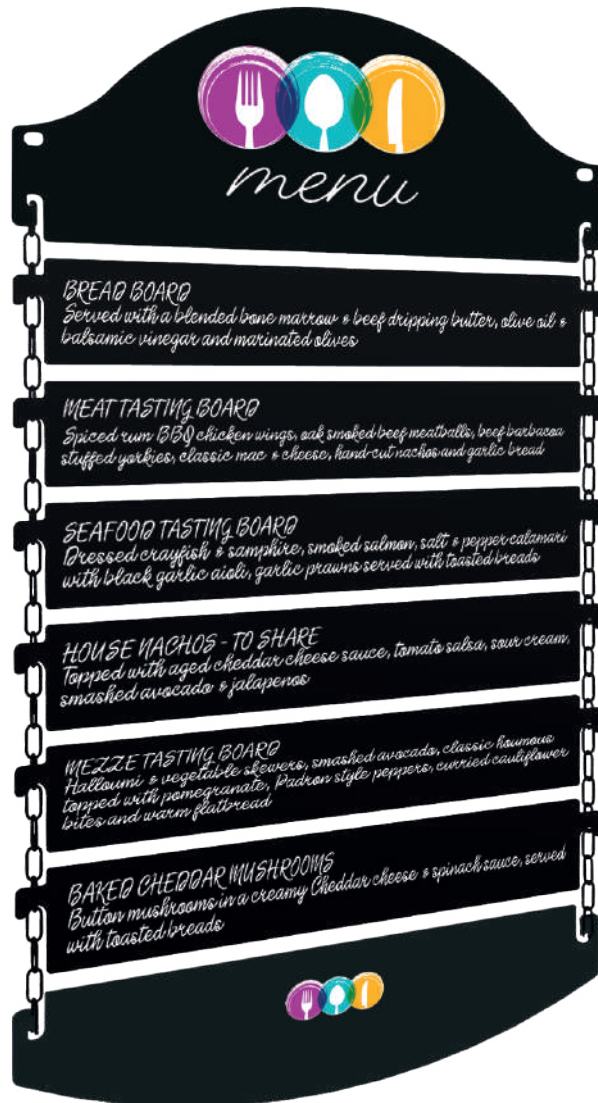 menu
BREAD BOARD
Served with a blended bone marrow & beef dripping butter, olive oil &
balsamic vinegar and marinated olives
MEAT TASTING BOARD
Spiced rum BBQ chicken wings, oak smoked beef meatballs, beef barbacoa
stuffed yorkies, classic mac & cheese, hand-cut nachos and garlic bread
SEAFOOD TASTING BOARD
Dressed crayfish & samphire, smoked salmon, salt & pepper calamari
with black garlic aioli, garlic prawns served with toasted breads
HOUSE NACHOS - TO SHARE
Topped with aged cheddar cheese sauce, tomato salsa, sour cream,
smashed avocado & jalapenos
MEZZE TASTING BOARD
Halloumi & vegetable skewers, smashed avocado, classic houmous
topped with pomegranate, Padron style peppers, curried cauliflower
bites and warm flatbread
BAKED CHEDDAR MUSHROOMS
Button mushrooms in a creamy Cheddar cheese & spinach sauce, served
with toasted breads